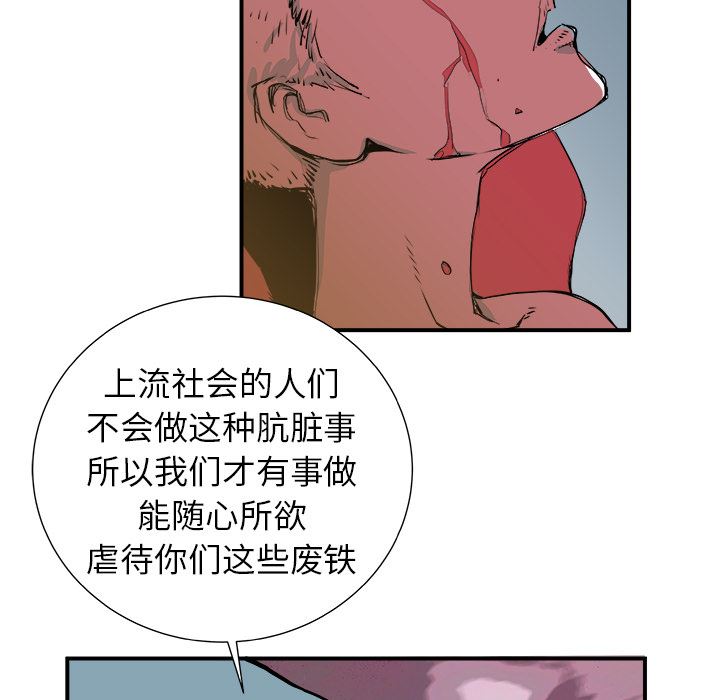 上流社会的人们
不会做这种肮脏事
所以我们才有事做
能随心所欲
虐待你们这些废铁